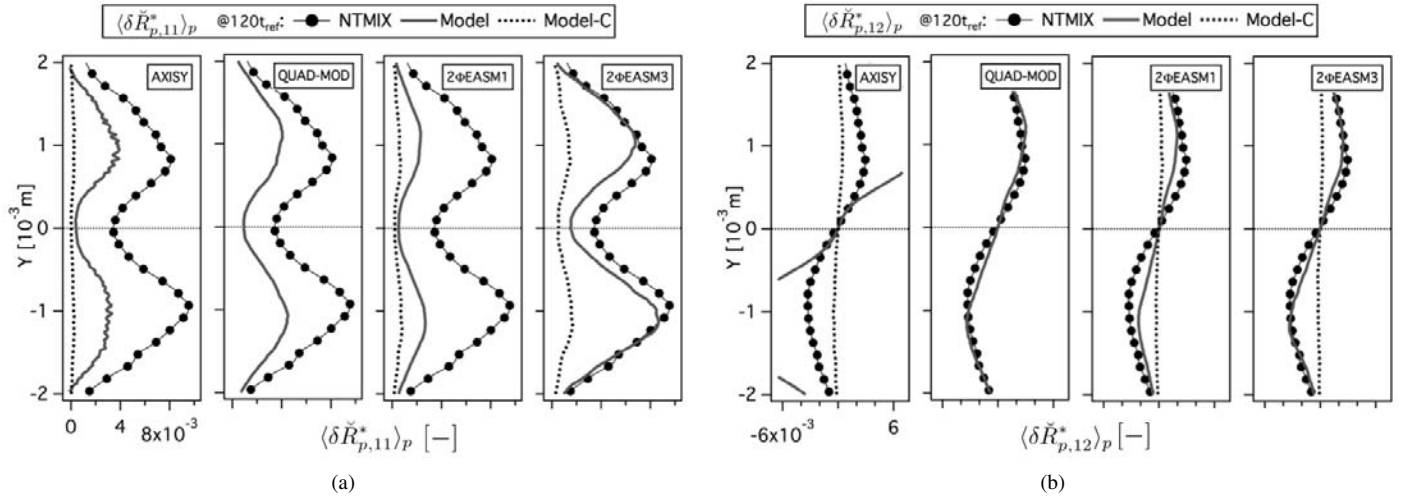 ⟨δR̆*p,11⟩p @120tref: NTMIX Model Model-C
AXISY
QUAD-MOD
2ΦEASM1
2ΦEASM3
2
1
0
-1
-2
Y [10-3m]
0 4 8x10-3
⟨δR̆*p,11⟩p [−]
(a)
⟨δR̆*p,12⟩p @120tref: NTMIX Model Model-C
AXISY
QUAD-MOD
2ΦEASM1
2ΦEASM3
2
1
0
-1
-2
Y [10-3m]
-6x10-3 6
⟨δR̆*p,12⟩p [−]
(b)